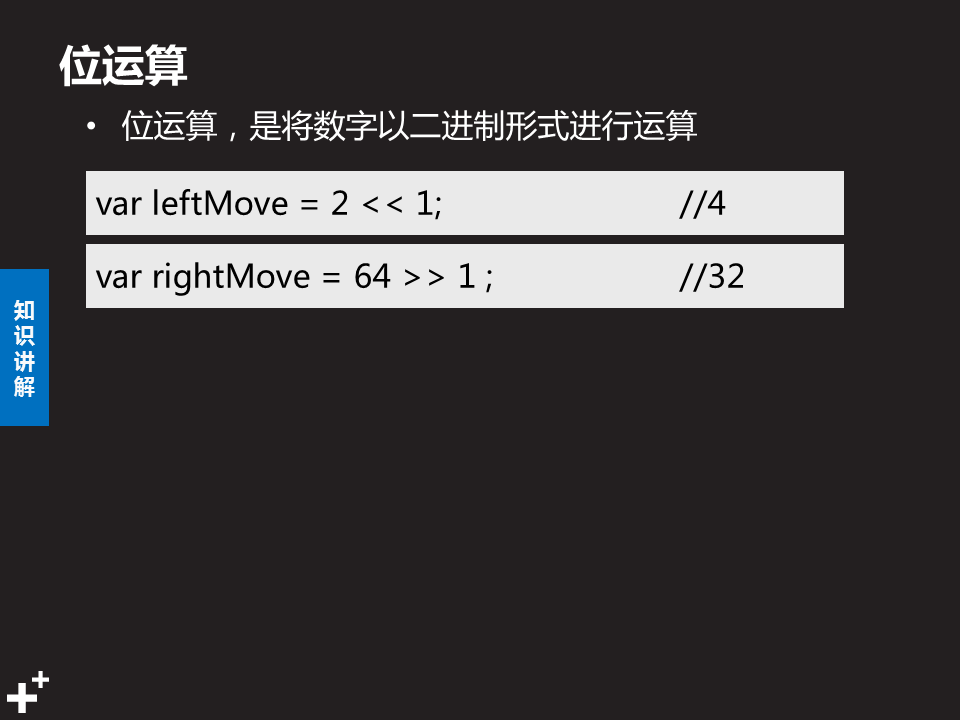 位运算
• 位运算，是将数字以二进制形式进行运算
var leftMove = 2 << 1; //4
var rightMove = 64 >> 1 ; //32
知
识
讲
解